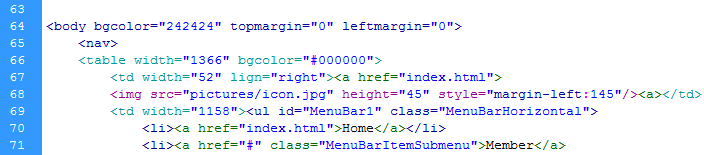 63
64 <body bgcolor="242424" topmargin="0" leftmargin="0">
65 <nav>
66 <table width="1366" bgcolor="#000000">
67 <td width="52" lign="right"><a href="index.html">
68 <img src="pictures/icon.jpg" height="45" style="margin-left:145"/><a></td>
69 <td width="1158"><ul id="MenuBar1" class="MenuBarHorizontal">
70 <li><a href="index.html">Home</a></li>
71 <li><a href="#" class="MenuBarItemSubmenu">Member</a>